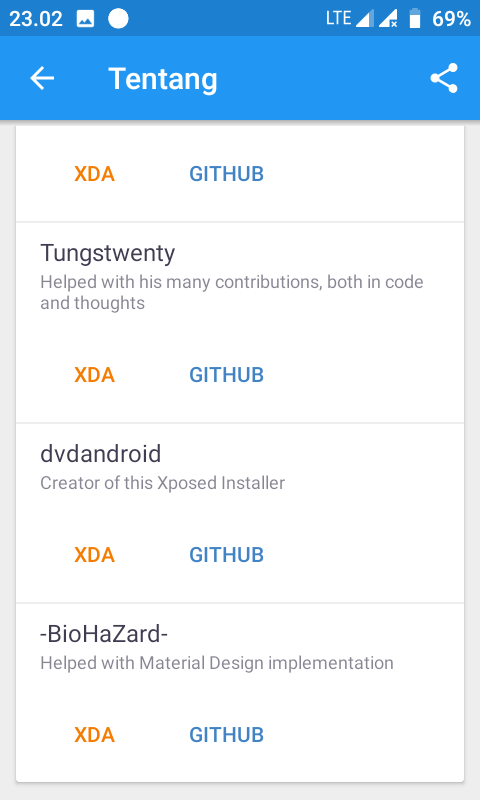 23.02 LTE 69%
Tentang
XDA GITHUB
Tungstwenty
Helped with his many contributions, both in code
and thoughts
XDA GITHUB
dvdandroid
Creator of this Xposed Installer
XDA GITHUB
-BioHaZard-
Helped with Material Design implementation
XDA GITHUB